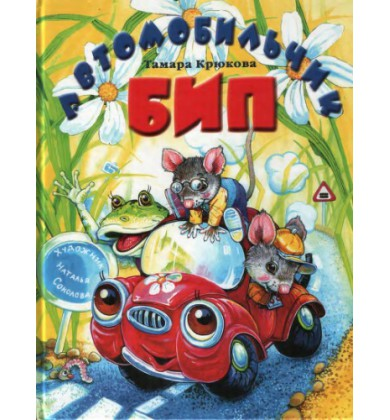 Автомобильчик
Тамара Крюкова
БИП
Художник
Наталья
Соколова